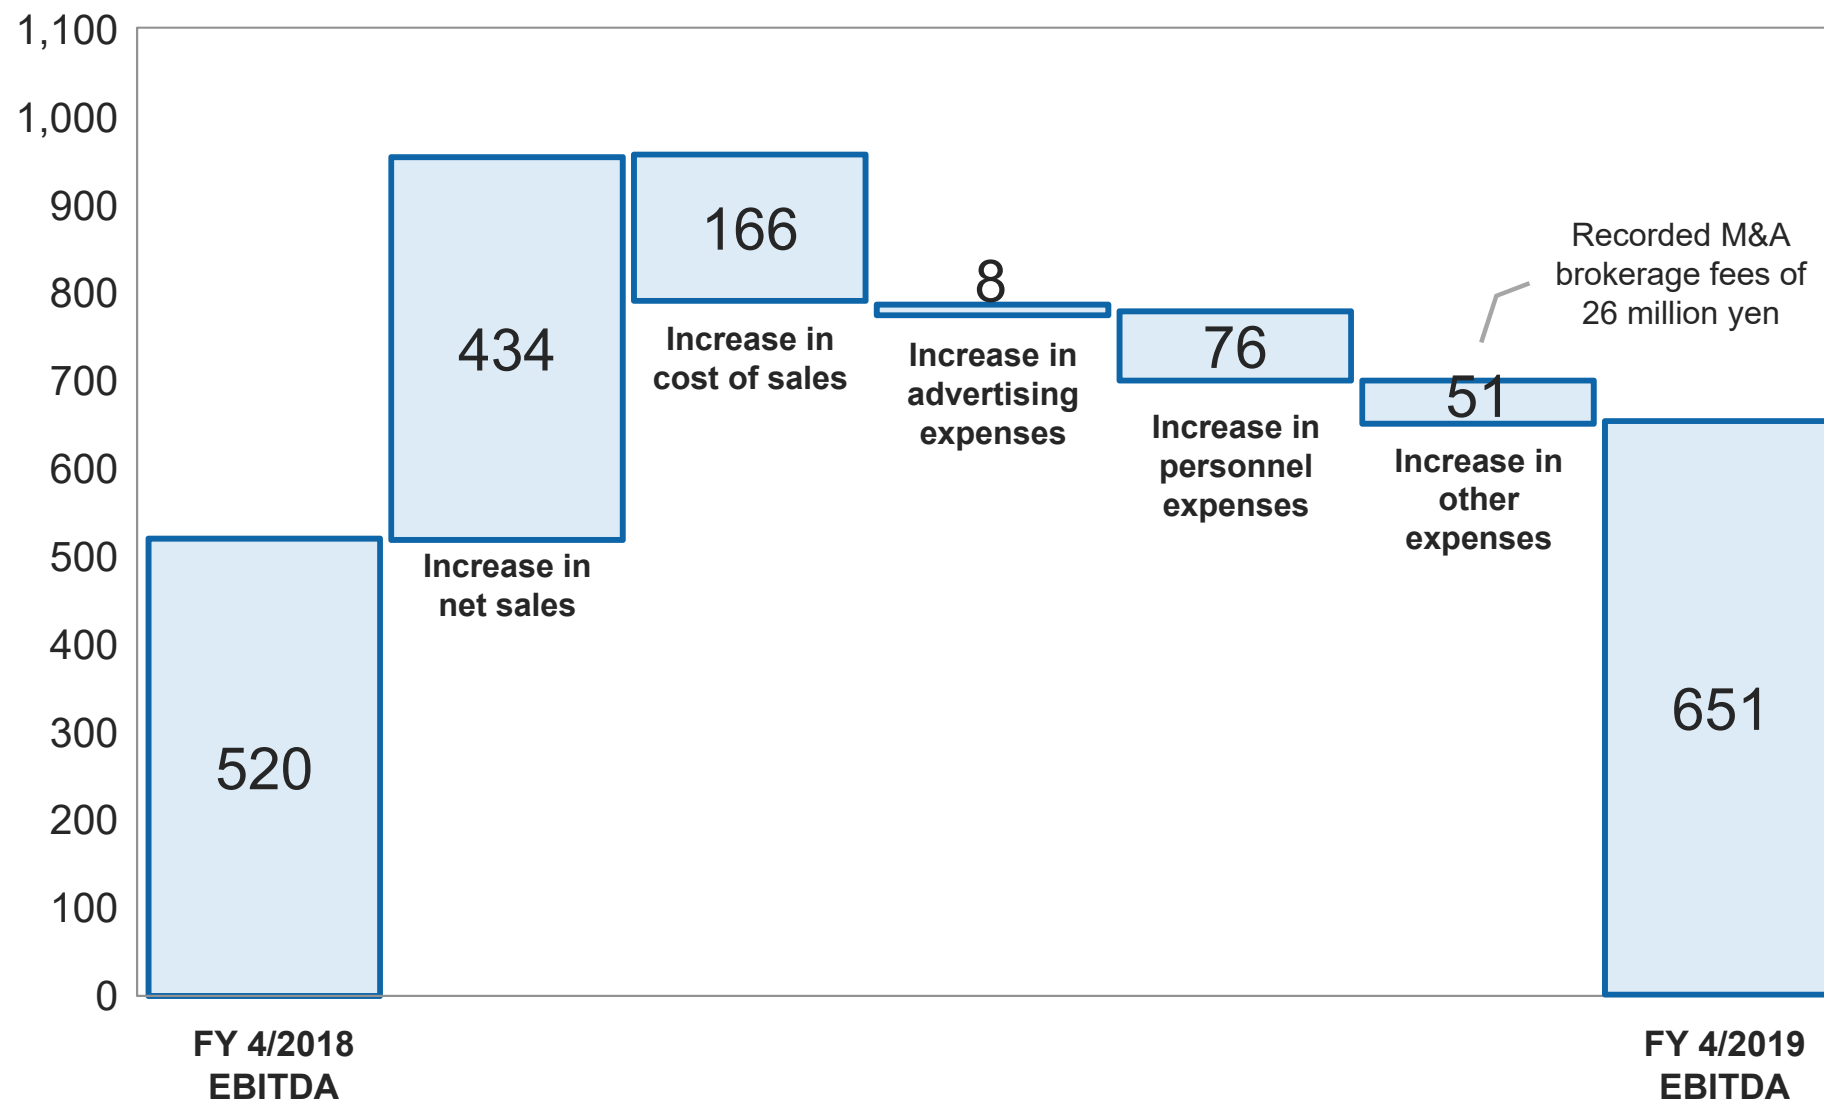 1,100
1,000
900
800
700
600
500
400
300
200
100
0
520
434
Increase in
net sales
166
Increase in
cost of sales
8
Increase in
advertising
expenses
76
Increase in
personnel
expenses
Recorded M&A
brokerage fees of
26 million yen
51
Increase in
other
expenses
651
FY 4/2018
EBITDA
FY 4/2019
EBITDA